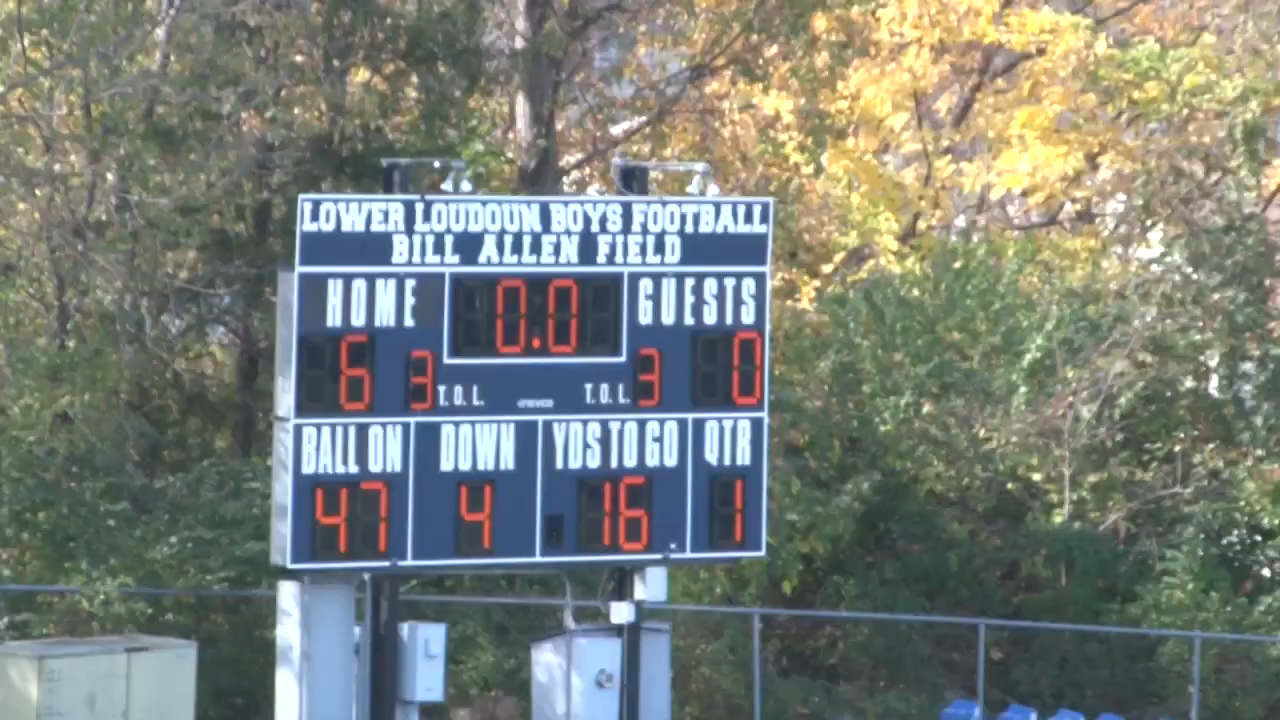 LOWER LOUDOUN BOYS FOOTBALL
BILL ALLEN FIELD
HOME 0.0 GUESTS
6 3 T.O.L. T.O.L. 3 0
BALL ON DOWN YDS TO GO QTR
47 4 16 1